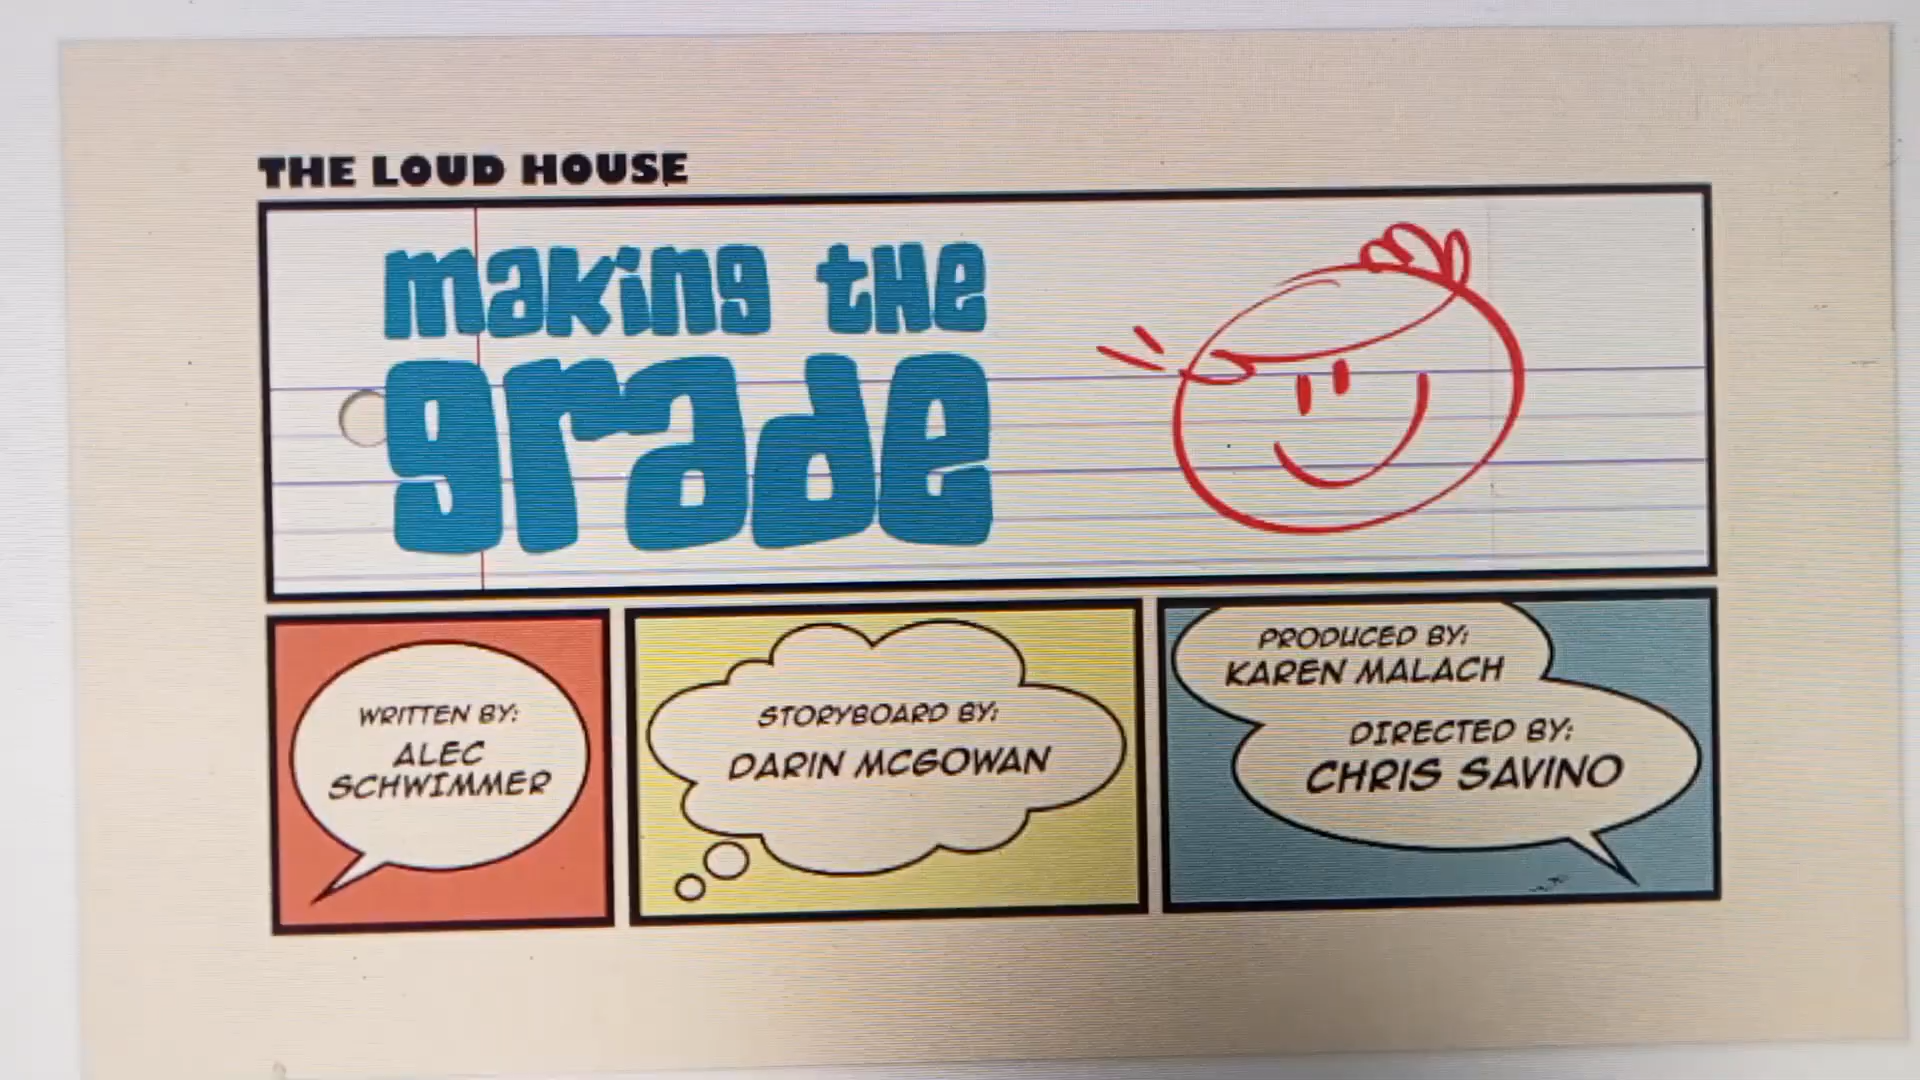 THE LOUD HOUSE
making the
grade
WRITTEN BY:
ALEC
SCHWIMMER
STORYBOARD BY:
DARIN MCGOWAN
PRODUCED BY:
KAREN MALACH
DIRECTED BY:
CHRIS SAVINO